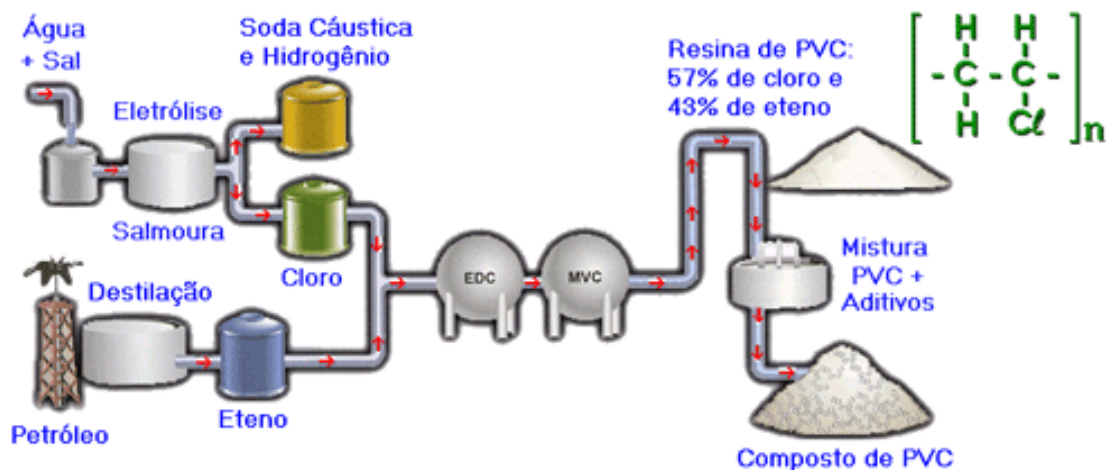 Água
+ Sal
Soda Cáustica
e Hidrogênio
Eletrólise
Salmoura
Cloro
Destilação
Petróleo
Eteno
EDC
MVC
Resina de PVC:
57% de cloro e
43% de eteno
H H
- C - C -
H Cl
n
Mistura
PVC +
Aditivos
Composto de PVC